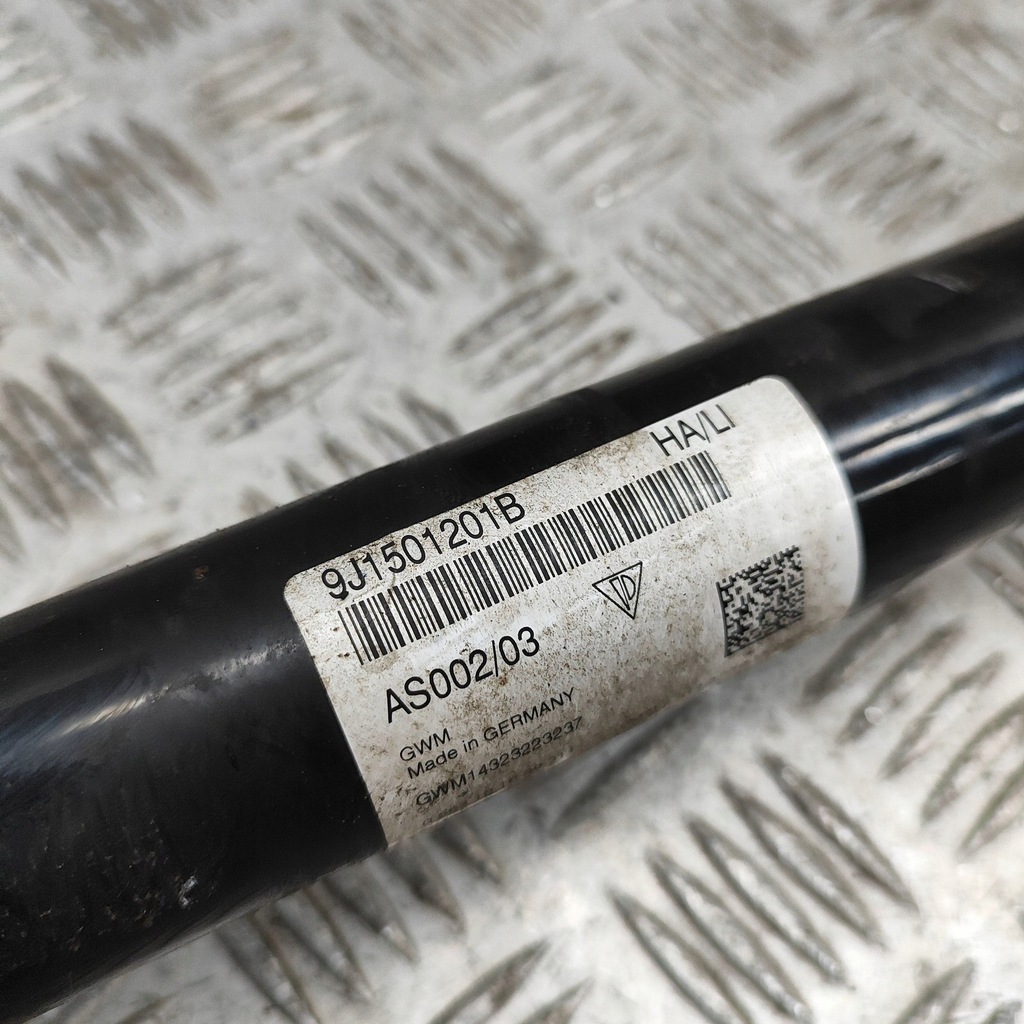 9J1501201B HA/LI
AS002/03
GWM
Made in GERMANY
GWM14323223237